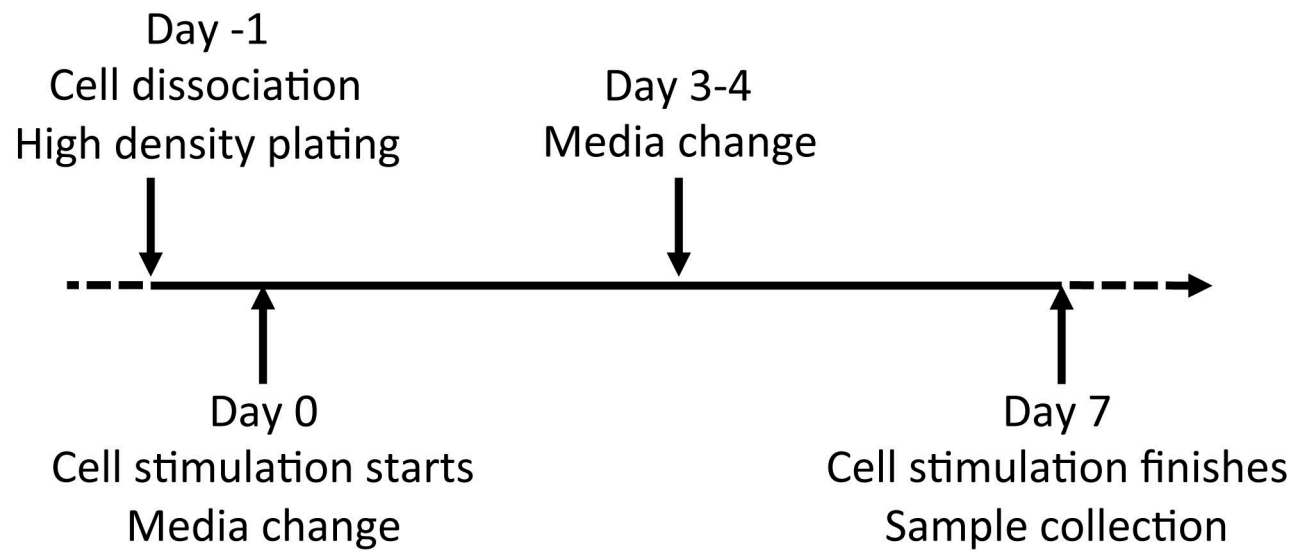 Day -1
Cell dissociation
High density plating
Day 3-4
Media change
Day 0
Cell stimulation starts
Media change
Day 7
Cell stimulation finishes
Sample collection